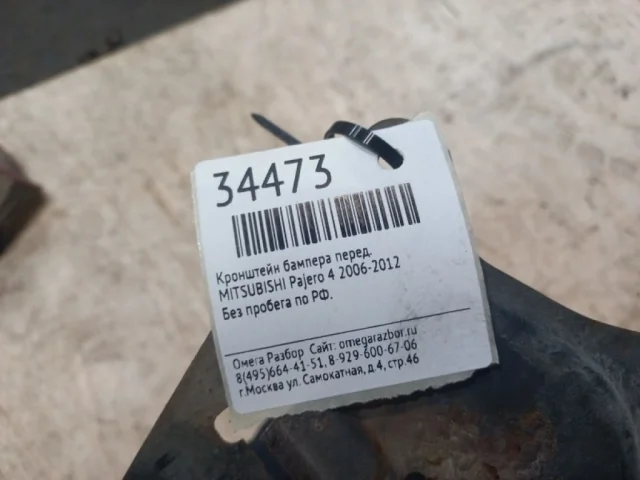 34473
Кронштейн бампера перед.
MITSUBISHI Pajero 4 2006-2012
Без пробега по РФ.
Омега Разбор Сайт: omegarazbor.ru
8(495)664-41-51, 8-929-600-67-06
г.Москва ул. Самокатная, д.4, стр.46